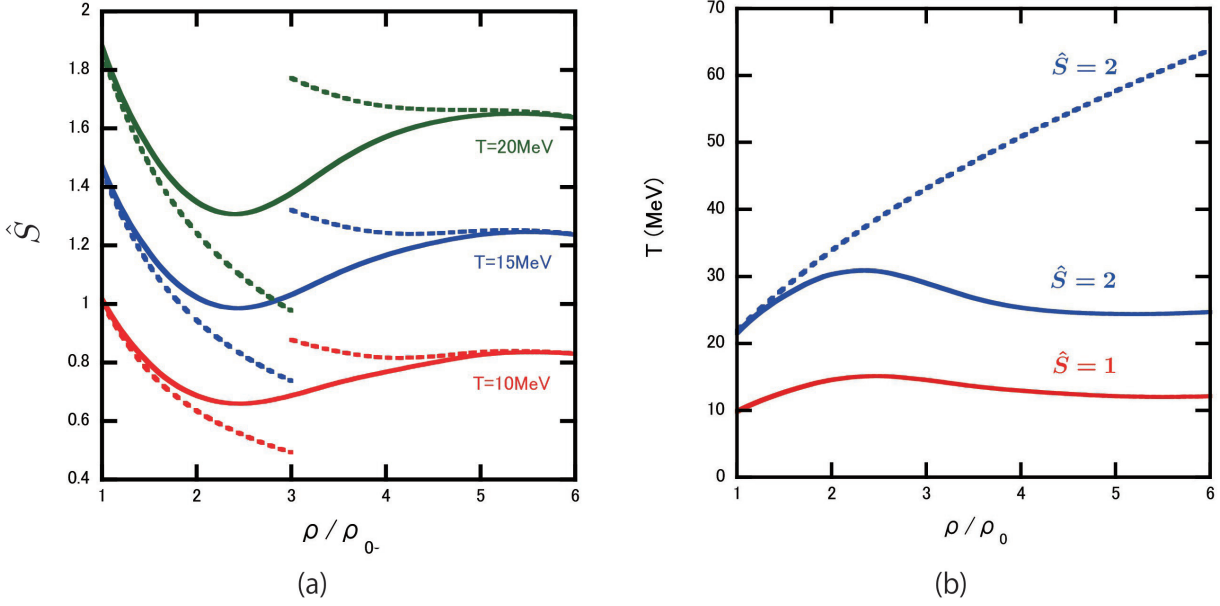 2
1.8
1.6
1.4
1.2
1
0.8
0.6
0.4
Ŝ
T=20MeV
T=15MeV
T=10MeV
1 2 3 4 5 6
ρ / ρ₀₋
(a)
70
60
50
40
30
20
10
0
T (MeV)
Ŝ = 2
Ŝ = 2
Ŝ = 1
1 2 3 4 5 6
ρ / ρ₀
(b)